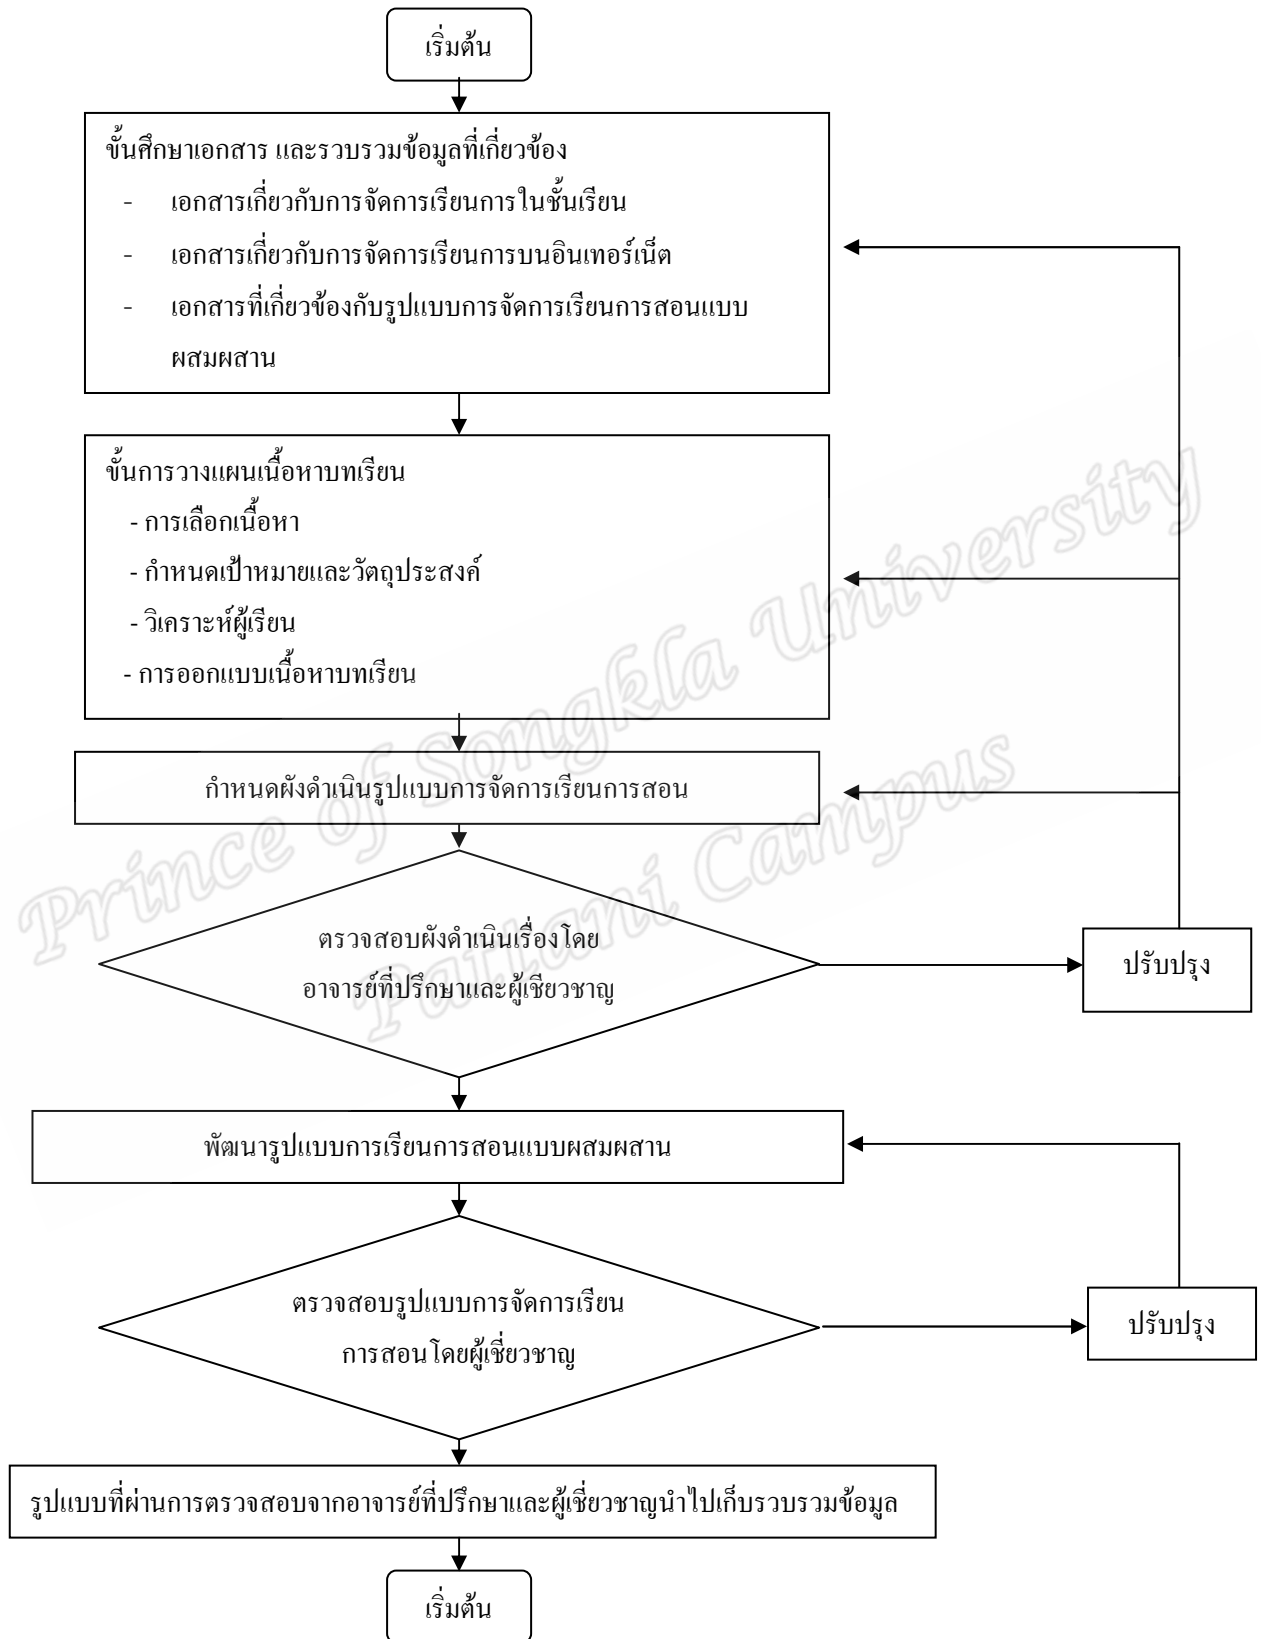 เริ่มต้น
ขั้นศึกษาเอกสาร และรวบรวมข้อมูลที่เกี่ยวข้อง
- เอกสารเกี่ยวกับการจัดการเรียนการในชั้นเรียน
- เอกสารเกี่ยวกับการจัดการเรียนการบนอินเทอร์เน็ต
- เอกสารที่เกี่ยวข้องกับรูปแบบการจัดการเรียนการสอนแบบ
ผสมผสาน
ขั้นการวางแผนเนื้อหาบทเรียน
- การเลือกเนื้อหา
- กำหนดเป้าหมายและวัตถุประสงค์
- วิเคราะห์ผู้เรียน
- การออกแบบเนื้อหาบทเรียน
กำหนดผังดำเนินรูปแบบการจัดการเรียนการสอน
ตรวจสอบผังดำเนินเรื่องโดย
อาจารย์ที่ปรึกษาและผู้เชียวชาญ
ปรับปรุง
พัฒนารูปแบบการเรียนการสอนแบบผสมผสาน
ตรวจสอบรูปแบบการจัดการเรียน
การสอนโดยผู้เชี่ยวชาญ
ปรับปรุง
รูปแบบที่ผ่านการตรวจสอบจากอาจารย์ที่ปรึกษาและผู้เชี่ยวชาญนำไปเก็บรวบรวมข้อมูล
เริ่มต้น
Prince of Songkla University
Pattani Campus